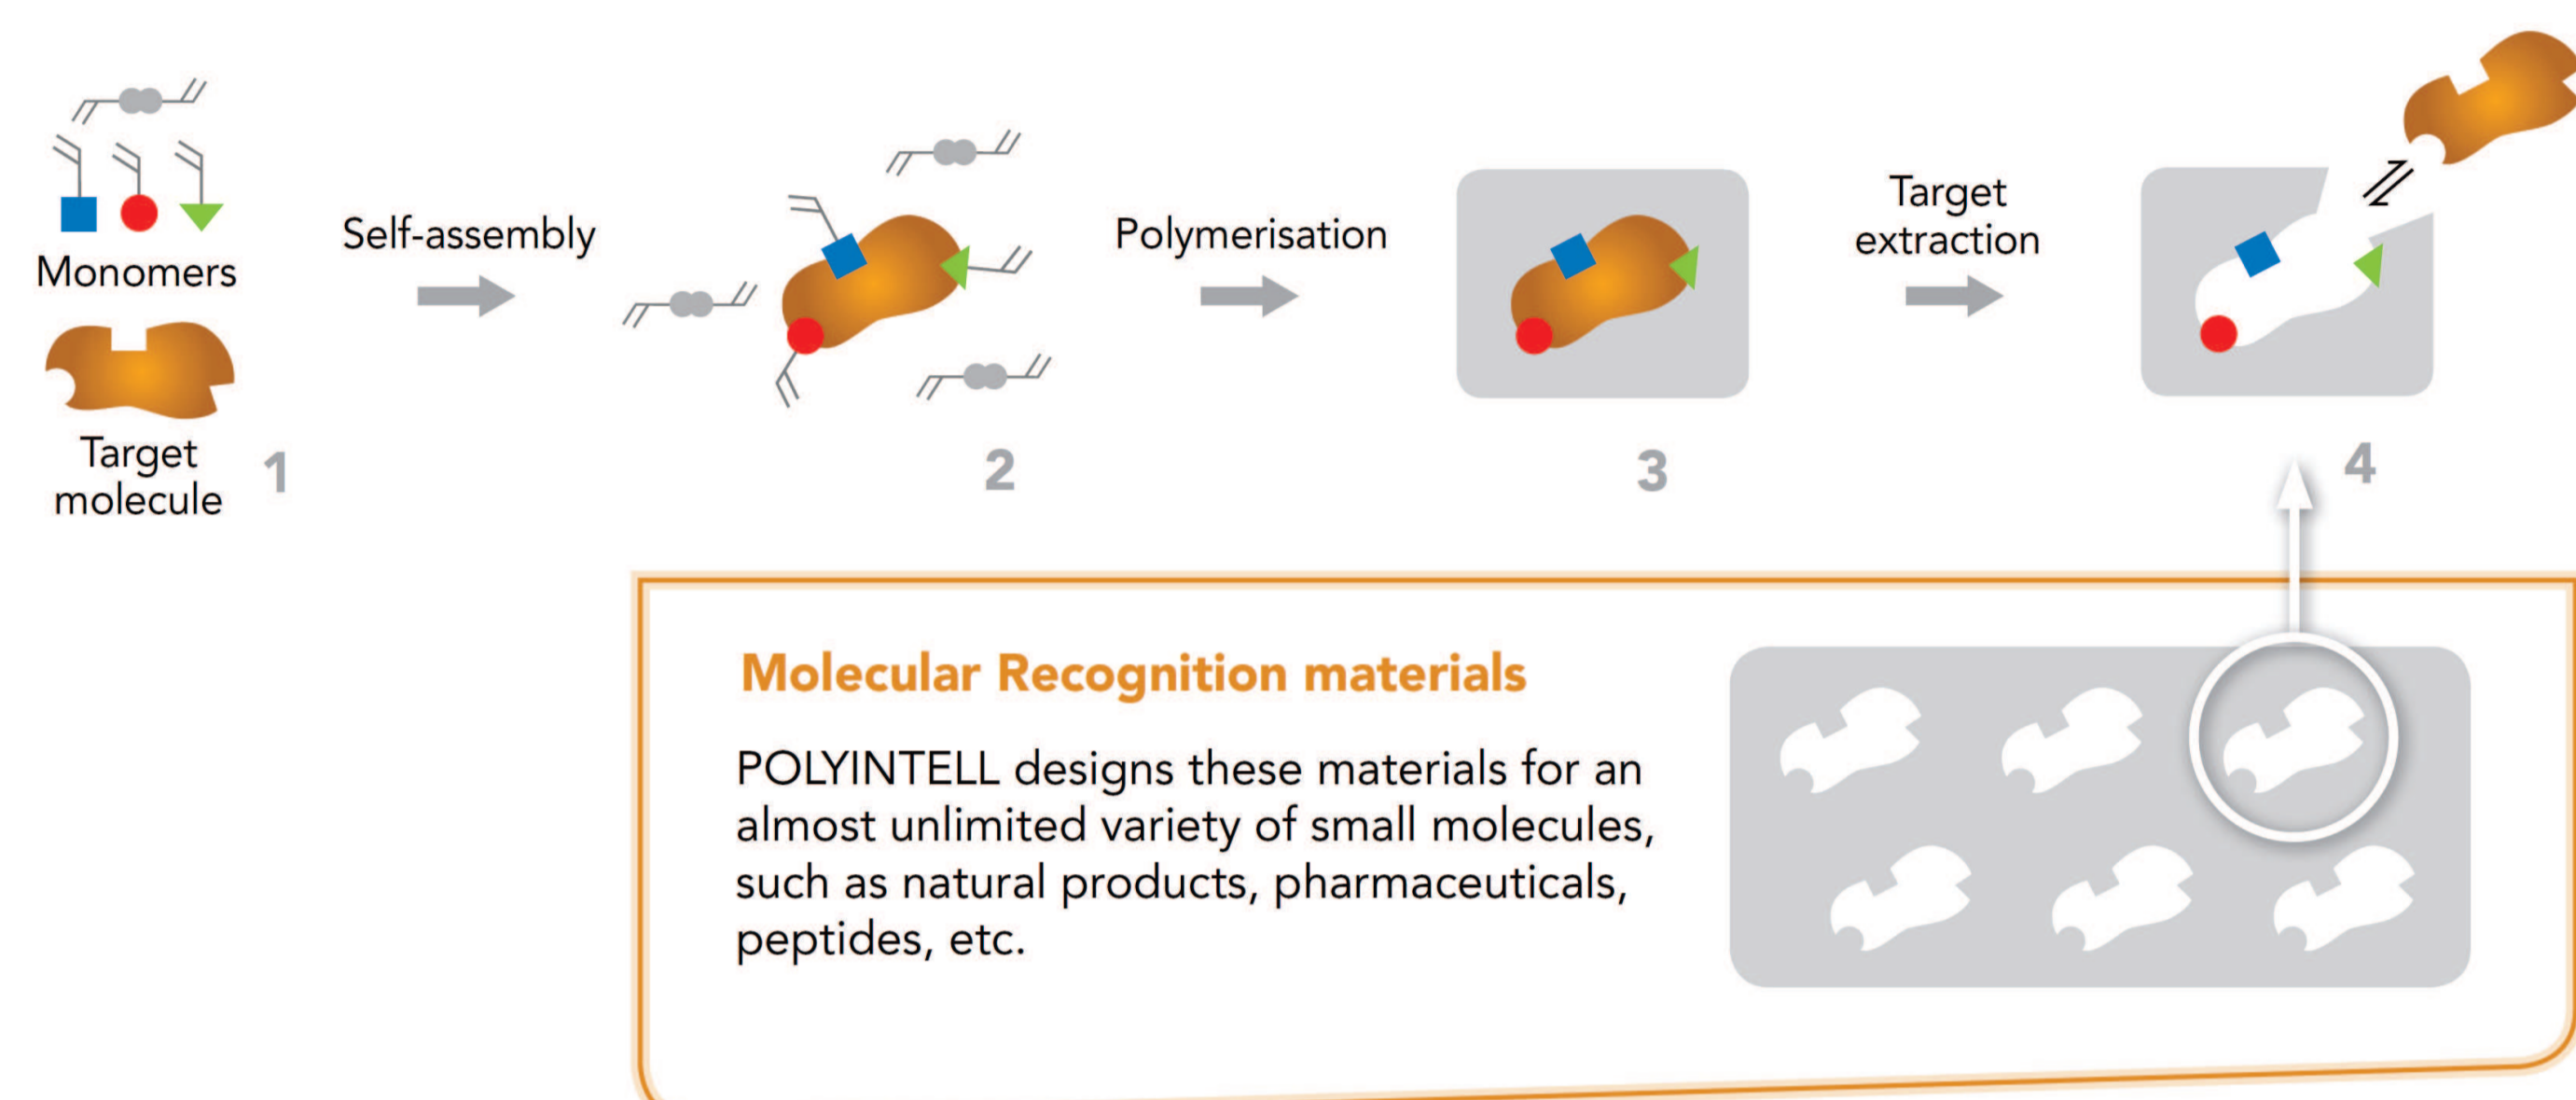 Monomers
Target
molecule
1
Self-assembly
2
Polymerisation
3
Target
extraction
4
Molecular Recognition materials
POLYINTELL designs these materials for an
almost unlimited variety of small molecules,
such as natural products, pharmaceuticals,
peptides, etc.